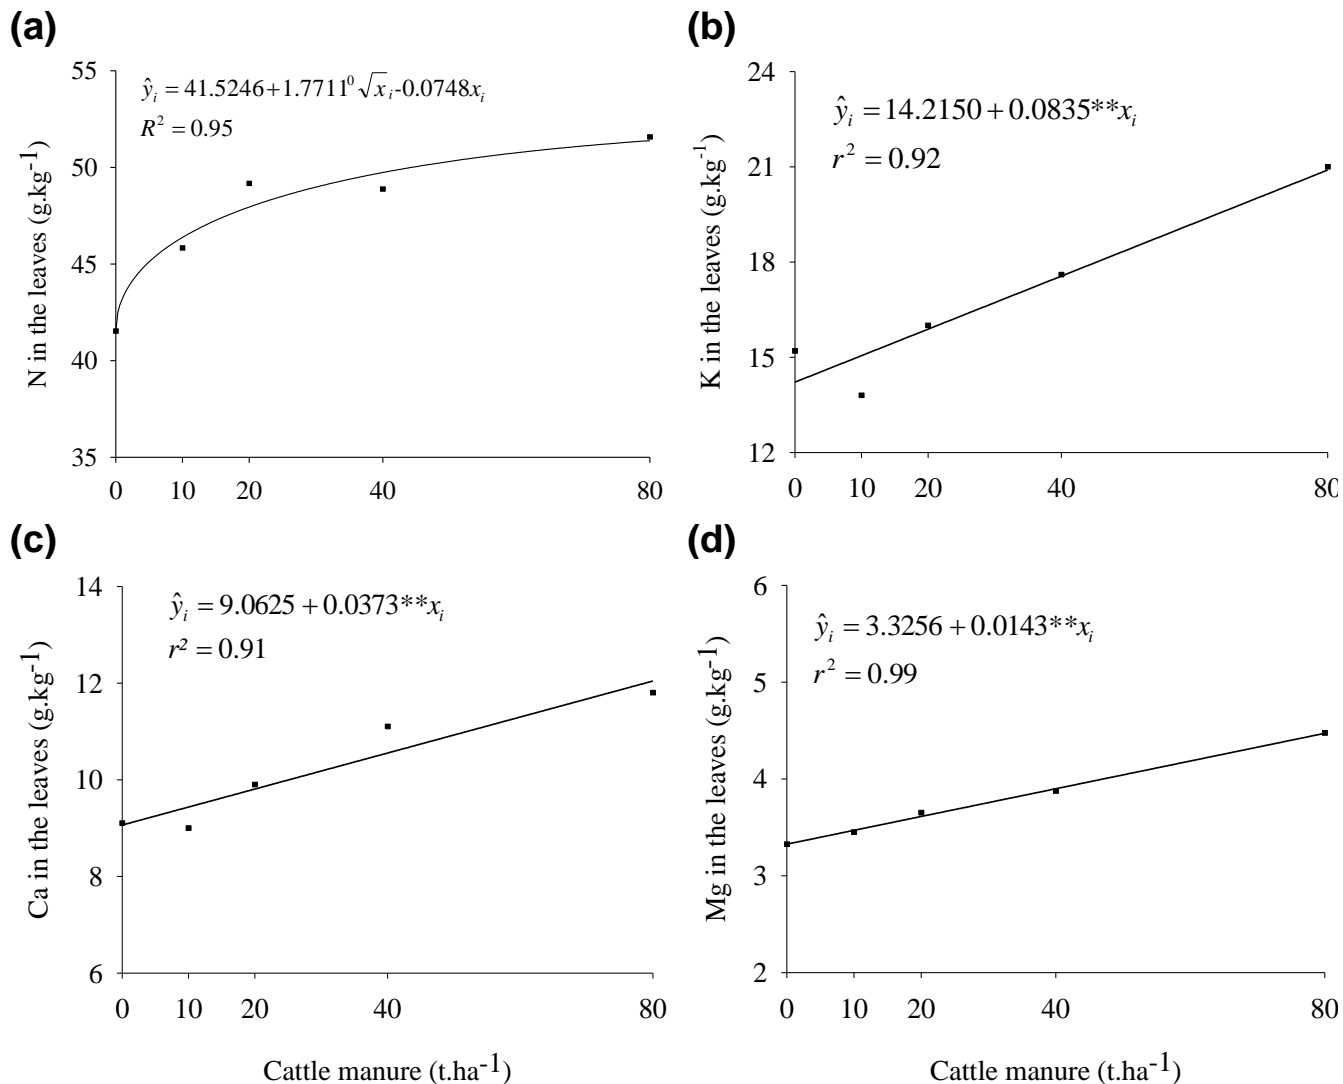 (a)
ŷᵢ = 41.5246+1.7711⁰√xᵢ-0.0748xᵢ
R² = 0.95
N in the leaves (g.kg⁻¹)
55
50
45
40
35
0 10 20 40 80
(b)
ŷᵢ = 14.2150 + 0.0835**xᵢ
r² = 0.92
K in the leaves (g.kg⁻¹)
24
21
18
15
12
0 10 20 40 80
(c)
ŷᵢ = 9.0625 + 0.0373**xᵢ
r² = 0.91
Ca in the leaves (g.kg⁻¹)
14
12
10
8
6
0 10 20 40 80
Cattle manure (t.ha⁻¹)
(d)
ŷᵢ = 3.3256 + 0.0143**xᵢ
r² = 0.99
Mg in the leaves (g.kg⁻¹)
6
5
4
3
2
0 10 20 40 80
Cattle manure (t.ha⁻¹)